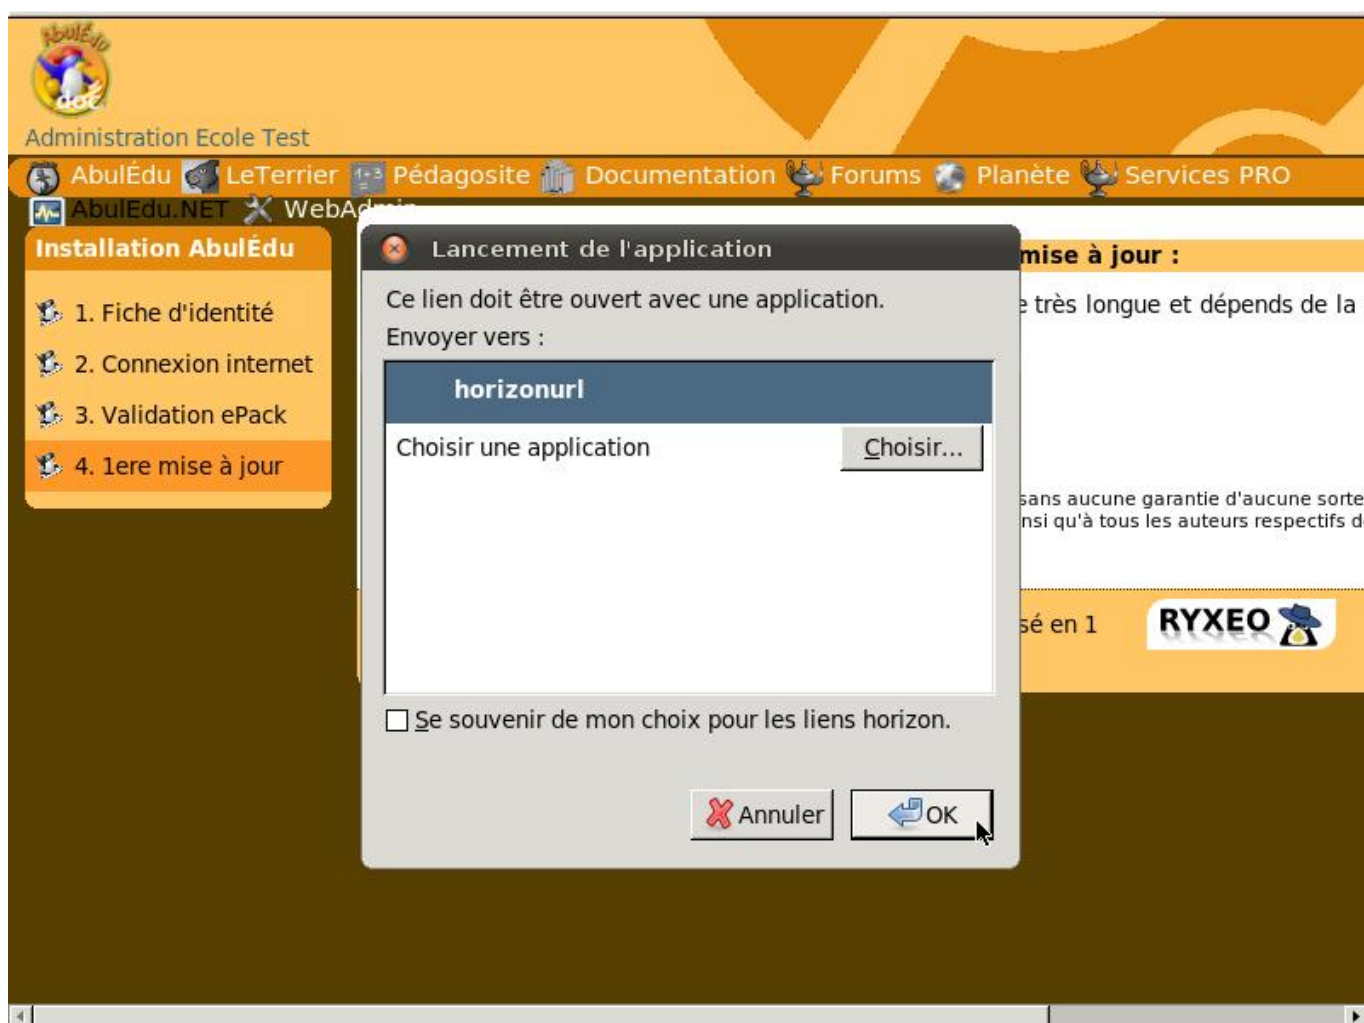 AbulÉdu
doc
Administration Ecole Test
AbulÉdu LeTerrier Pédagosite Documentation Forums Planète Services PRO
AbulEdu.NET WebAdmin
Installation AbulÉdu
1. Fiche d'identité
2. Connexion internet
3. Validation ePack
4. 1ere mise à jour
Lancement de l'application
Ce lien doit être ouvert avec une application.
Envoyer vers :
horizonurl
Choisir une application
Choisir...
Se souvenir de mon choix pour les liens horizon.
Annuler
OK
mise à jour :
e très longue et dépends de la
sans aucune garantie d'aucune sorte
nsi qu'à tous les auteurs respectifs d
sé en 1
RYXEO